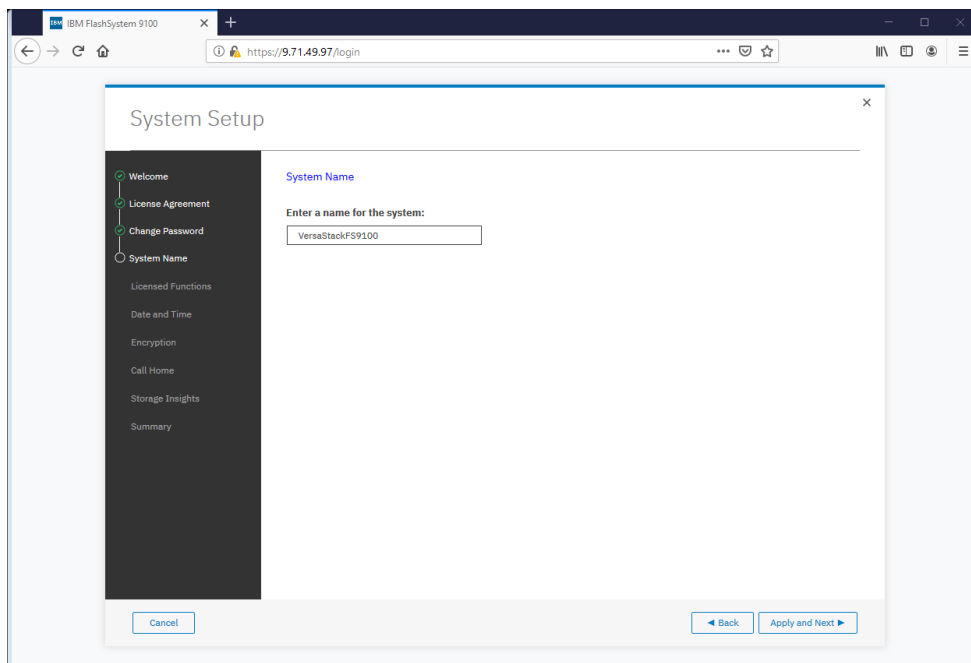 IBM IBM FlashSystem 9100
https://9.71.49.97/login
System Setup
Welcome
License Agreement
Change Password
System Name
Licensed Functions
Date and Time
Encryption
Call Home
Storage Insights
Summary
System Name
Enter a name for the system:
VersaStackFS9100
Cancel
Back
Apply and Next